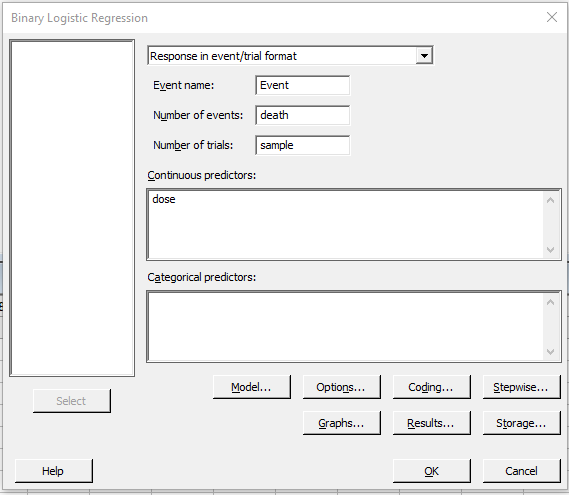 Binary Logistic Regression
Response in event/trial format
Event name: Event
Number of events: death
Number of trials: sample
Continuous predictors:
dose
Categorical predictors:
Model... Options... Coding... Stepwise...
Select
Graphs... Results... Storage...
Help OK Cancel